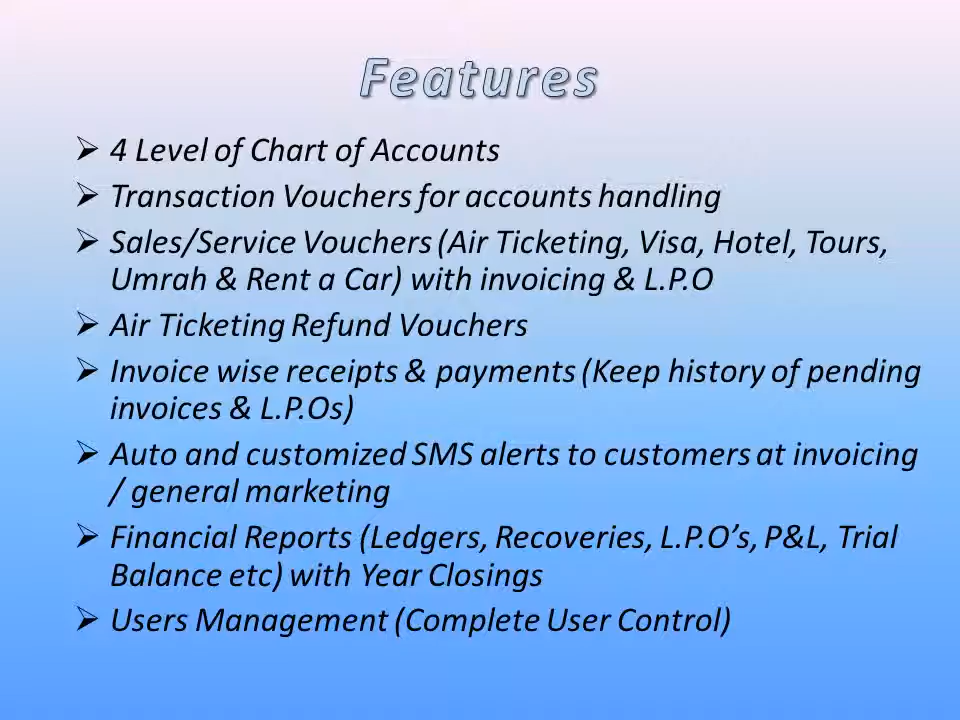 Features
➢ 4 Level of Chart of Accounts
➢ Transaction Vouchers for accounts handling
➢ Sales/Service Vouchers (Air Ticketing, Visa, Hotel, Tours,
Umrah & Rent a Car) with invoicing & L.P.O
➢ Air Ticketing Refund Vouchers
➢ Invoice wise receipts & payments (Keep history of pending
invoices & L.P.Os)
➢ Auto and customized SMS alerts to customers at invoicing
/ general marketing
➢ Financial Reports (Ledgers, Recoveries, L.P.O’s, P&L, Trial
Balance etc) with Year Closings
➢ Users Management (Complete User Control)